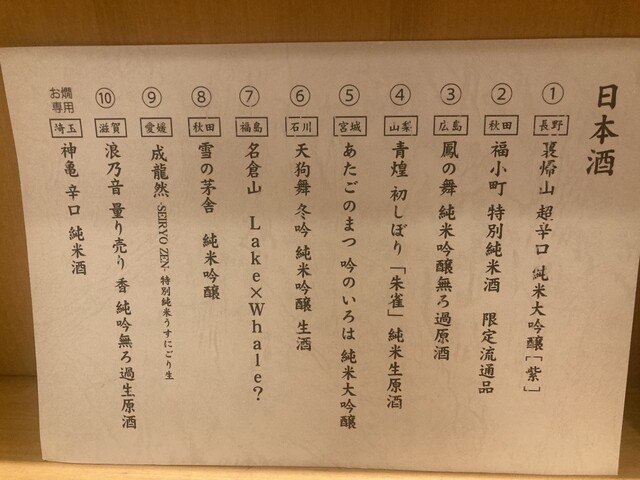 日本酒
① 長野 裂帰山 超辛口 純米大吟醸「紫」
② 秋田 福小町 特別純米酒 限定流通品
③ 広島 鳳の舞 純米吟醸無ろ過原酒
④ 山梨 青煌 初しぼり「朱雀」純米生原酒
⑤ 宮城 あたごのまつ 吟のいろは 純米大吟醸
⑥ 石川 天狗舞 冬吟 純米吟醸 生酒
⑦ 福島 名倉山 Lake×Whale?
⑧ 秋田 雪の茅舎 純米吟醸
⑨ 愛媛 成龍然-SEIRYO ZEN- 特別純米うすにごり生
⑩ 滋賀 浪乃音 量り売り 香 純吟無ろ過生原酒
お燗専用 埼玉 神亀 辛口 純米酒